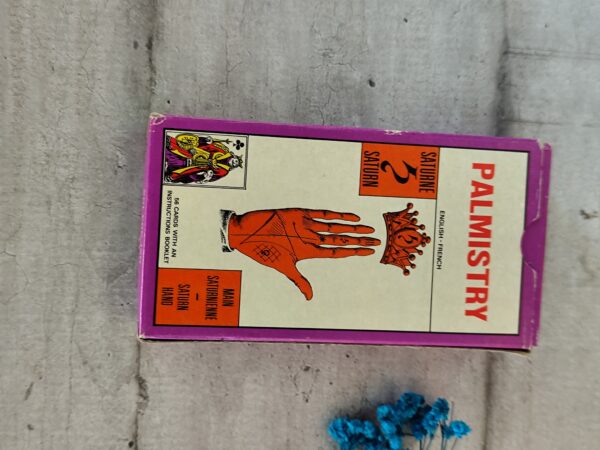 PALMISTRY
ENGLISH - FRENCH
SATURNE
SATURN
MAIN
SATURNIENNE
-
SATURN
HAND
56 CARDS WITH AN
INSTRUCTIONS BOOKLET